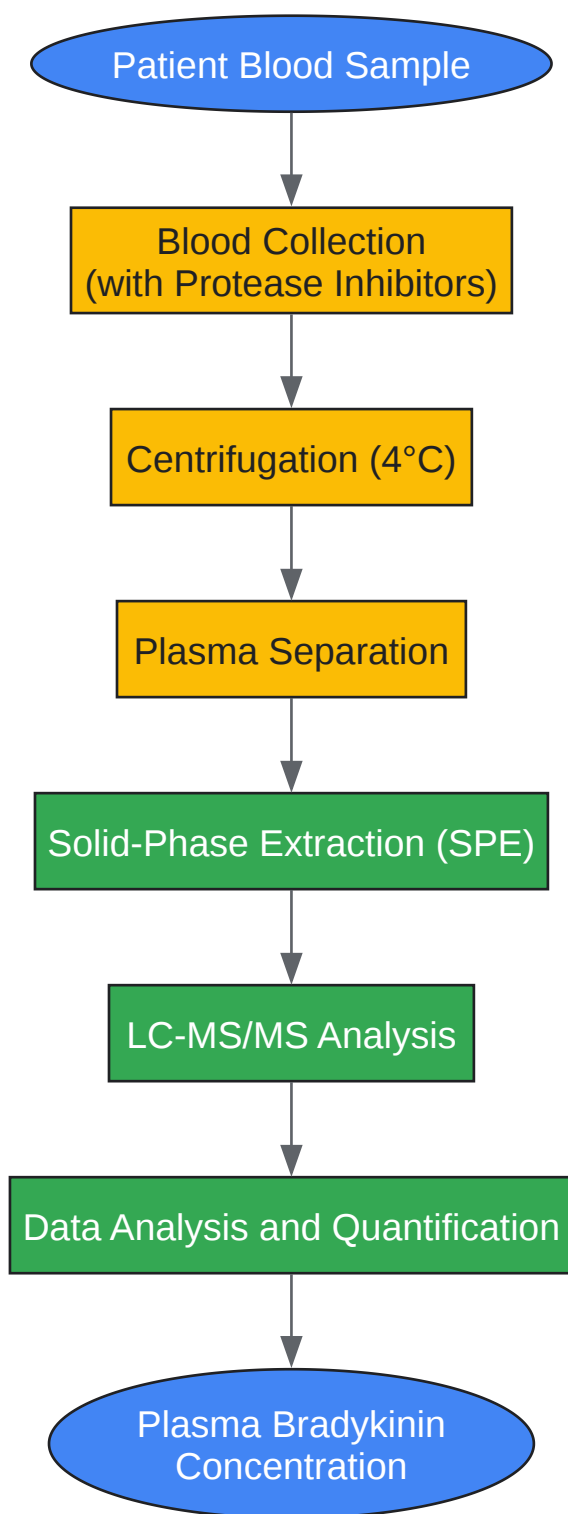 Patient Blood Sample
Blood Collection
(with Protease Inhibitors)
Centrifugation (4°C)
Plasma Separation
Solid-Phase Extraction (SPE)
LC-MS/MS Analysis
Data Analysis and Quantification
Plasma Bradykinin
Concentration